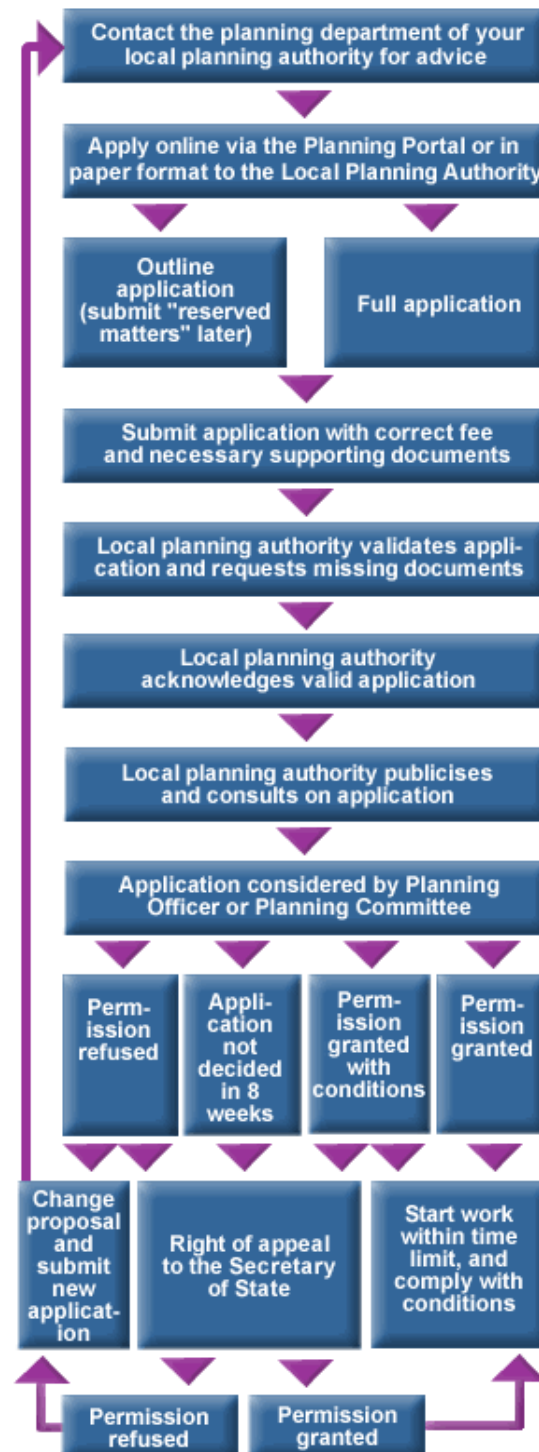 Contact the planning department of your
local planning authority for advice
Apply online via the Planning Portal or in
paper format to the Local Planning Authority
Outline
application
(submit "reserved
matters" later)
Full application
Submit application with correct fee
and necessary supporting documents
Local planning authority validates appli-
cation and requests missing documents
Local planning authority
acknowledges valid application
Local planning authority publicises
and consults on application
Application considered by Planning
Officer or Planning Committee
Perm-
ission
refused
Appli-
cation
not
decided
in 8
weeks
Perm-
ission
granted
with
conditions
Perm-
ission
granted
Change
proposal
and
submit
new
applicat-
ion
Right of appeal
to the Secretary
of State
Start work
within time
limit, and
comply with
conditions
Permission
refused
Permission
granted